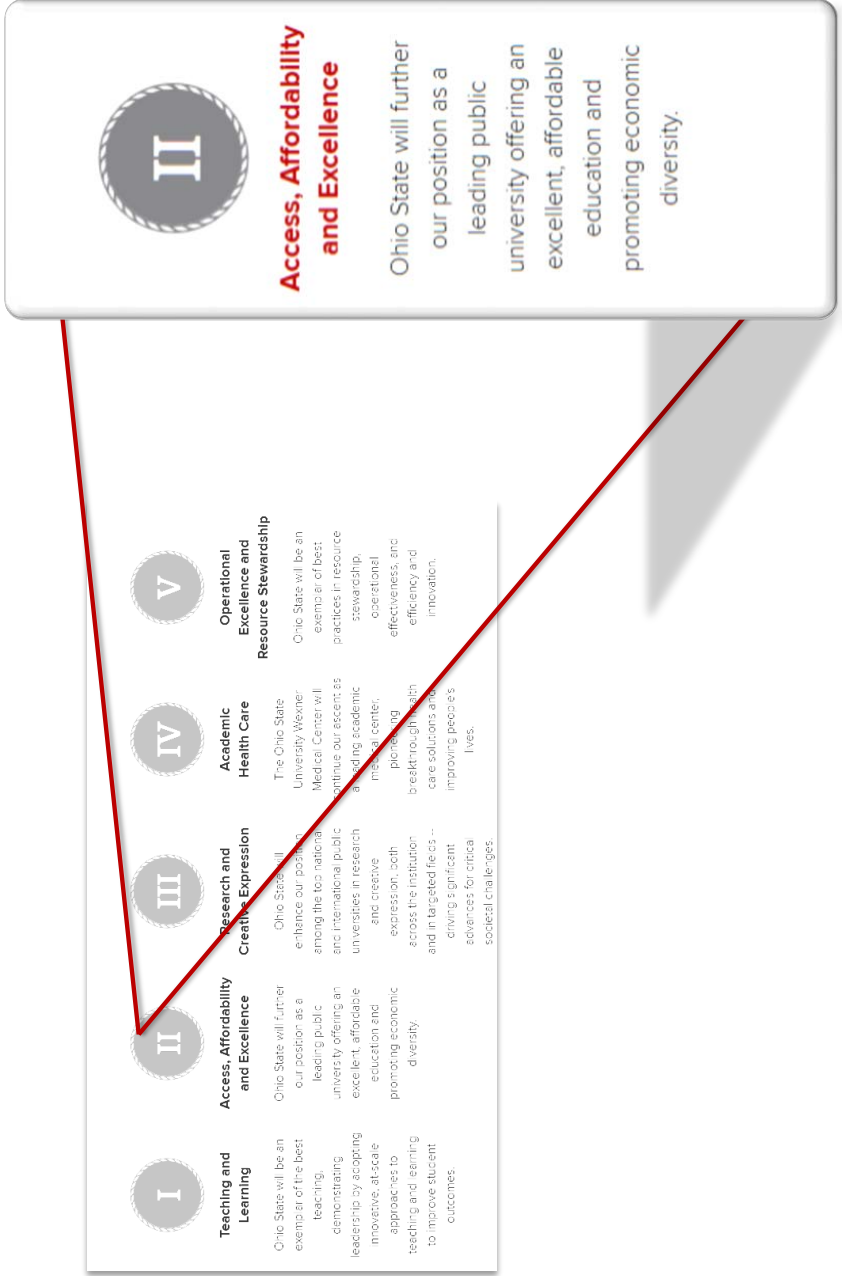 I
Teaching and
Learning
Ohio State will be an
exemplar of the best
teaching,
demonstrating
leadership by adopting
innovative, at-scale
approaches to
teaching and learning
to improve student
outcomes.
II
Access, Affordability
and Excellence
Ohio State will further
our position as a
leading public
university offering an
excellent, affordable
education and
promoting economic
diversity.
III
Research and
Creative Expression
Ohio State will
enhance our position
among the top national
and international public
universities in research
and creative
expression, both
across the institution
and in targeted fields --
driving significant
advances for critical
societal challenges.
IV
Academic
Health Care
The Ohio State
University Wexner
Medical Center will
continue our ascent as
a leading academic
medical center,
pioneering
breakthrough health
care solutions and
improving people's
lives.
V
Operational
Excellence and
Resource Stewardship
Ohio State will be an
exemplar of best
practices in resource
stewardship,
operational
effectiveness, and
efficiency and
innovation.
II
Access, Affordability
and Excellence
Ohio State will further
our position as a
leading public
university offering an
excellent, affordable
education and
promoting economic
diversity.